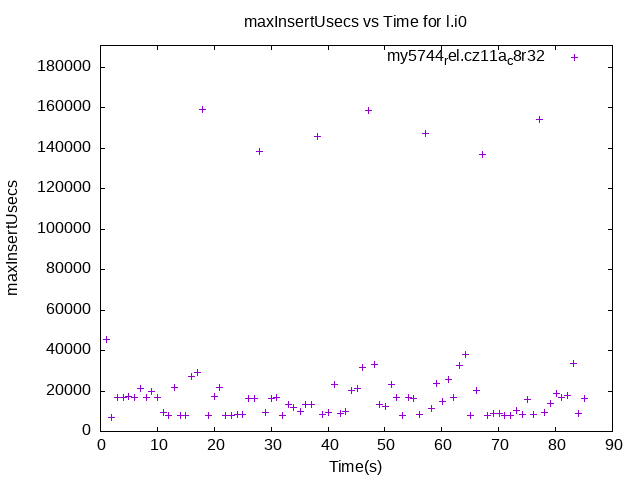 maxInsertUsecs vs Time for l.i0
my5744rel.cz11ac8r32
180000
160000
140000
120000
100000
80000
60000
40000
20000
0
maxInsertUsecs
0 10 20 30 40 50 60 70 80 90
Time(s)